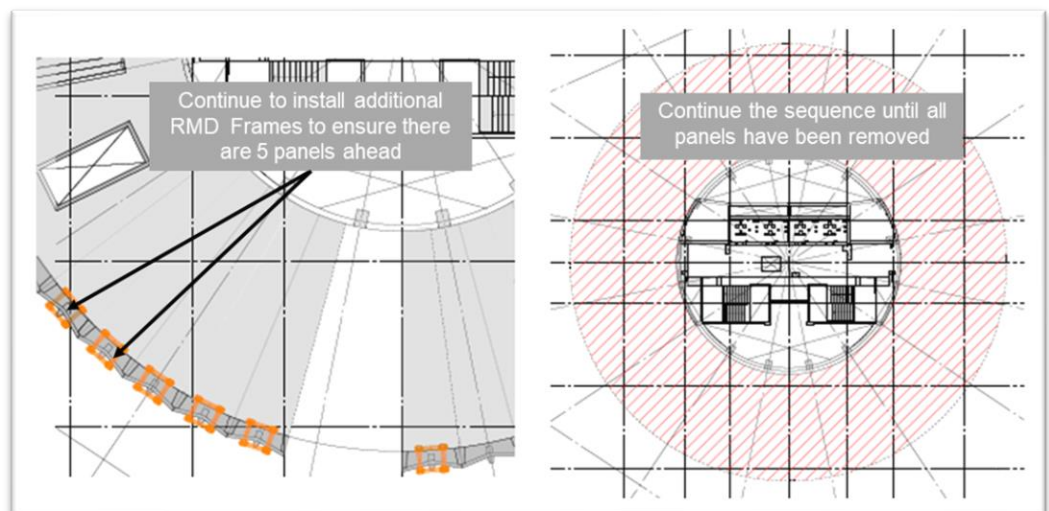 Continue to install additional
RMD Frames to ensure there
are 5 panels ahead
Continue the sequence until all
panels have been removed